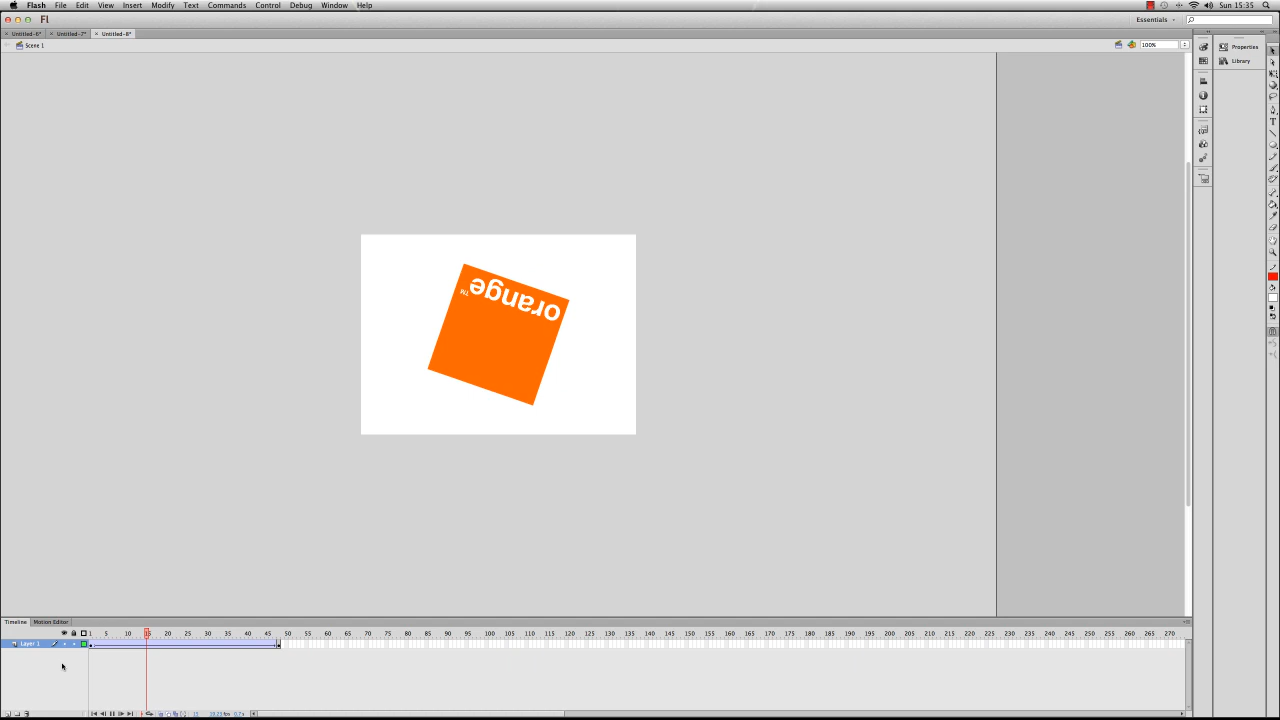 Flash File Edit View Insert Modify Text Commands Control Debug Window Help
Sun 15:35
Fl
Essentials
Untitled-6* Untitled-7* Untitled-8*
Scene 1
100%
Properties
Library
orange
TM
Timeline Motion Editor
1 5 10 15 20 25 30 35 40 45 50 55 60 65 70 75 80 85 90 95 100 105 110 115 120 125 130 135 140 145 150 155 160 165 170 175 180 185 190 195 200 205 210 215 220 225 230 235 240 245 250 255 260 265 270
Layer 1